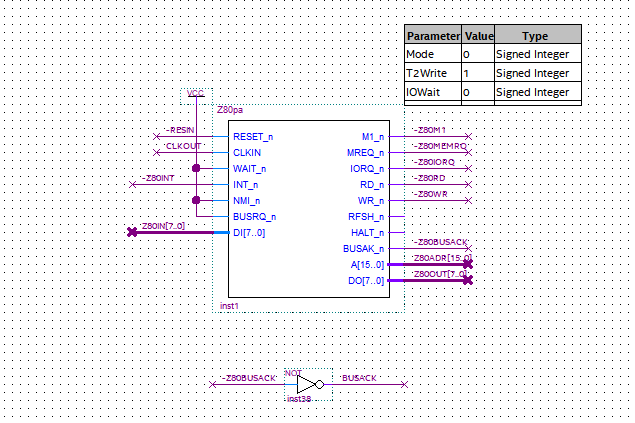 Parameter Value Type
Mode 0 Signed Integer
T2Write 1 Signed Integer
IOWait 0 Signed Integer
VCC
Z80pa
-RESIN RESET_n M1_n -Z80M1
CLKOUT CLKIN MREQ_n -Z80MEMRQ
WAIT_n IORQ_n -Z80IORQ
-Z80INT INT_n RD_n -Z80RD
NMI_n WR_n -Z80WR
BUSRQ_n RFSH_n
Z80IN[7..0] DI[7..0] HALT_n
BUSAK_n -Z80BUSACK
A[15..0] Z80ADR[15..0]
DO[7..0] Z80OUT[7..0]
inst1
NOT
-Z80BUSACK BUSACK
inst38